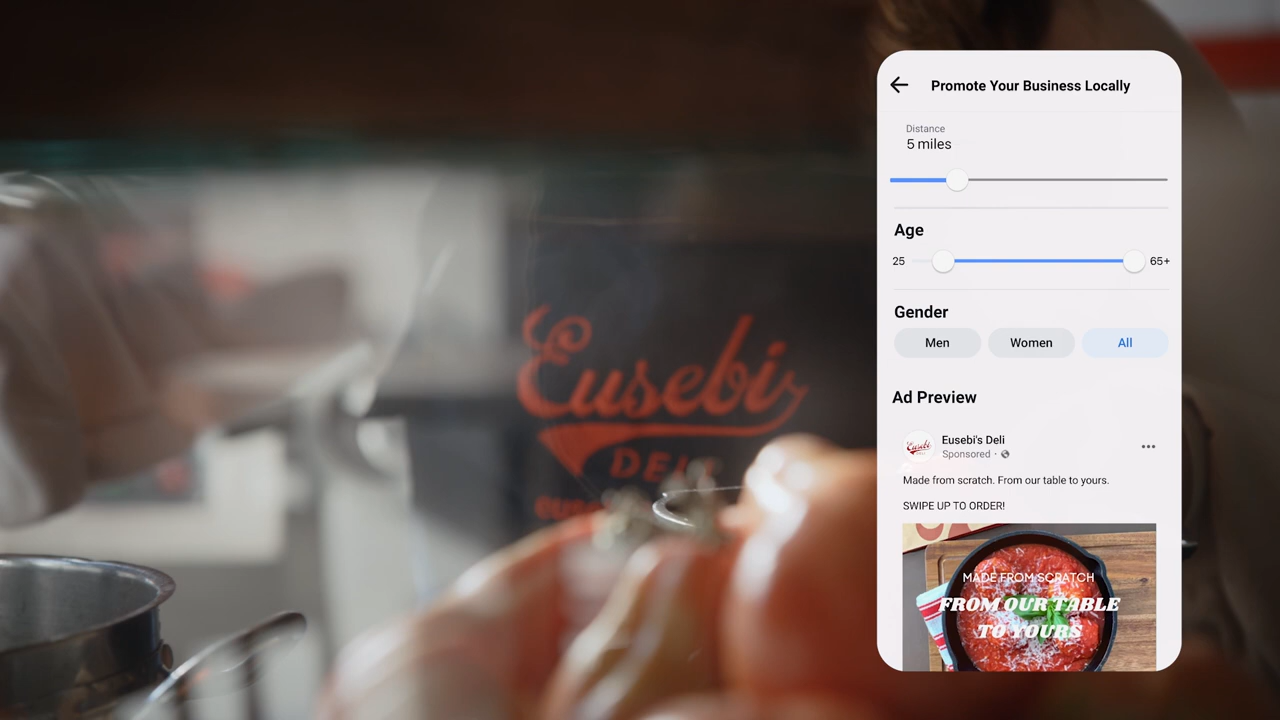 Eusebi
DELI
Promote Your Business Locally
Distance
5 miles
Age
25
65+
Gender
Men
Women
All
Ad Preview
Eusebi
DELI
Eusebi's Deli
Sponsored ·
Made from scratch. From our table to yours.
SWIPE UP TO ORDER!
MADE FROM SCRATCH
FROM OUR TABLE
TO YOURS